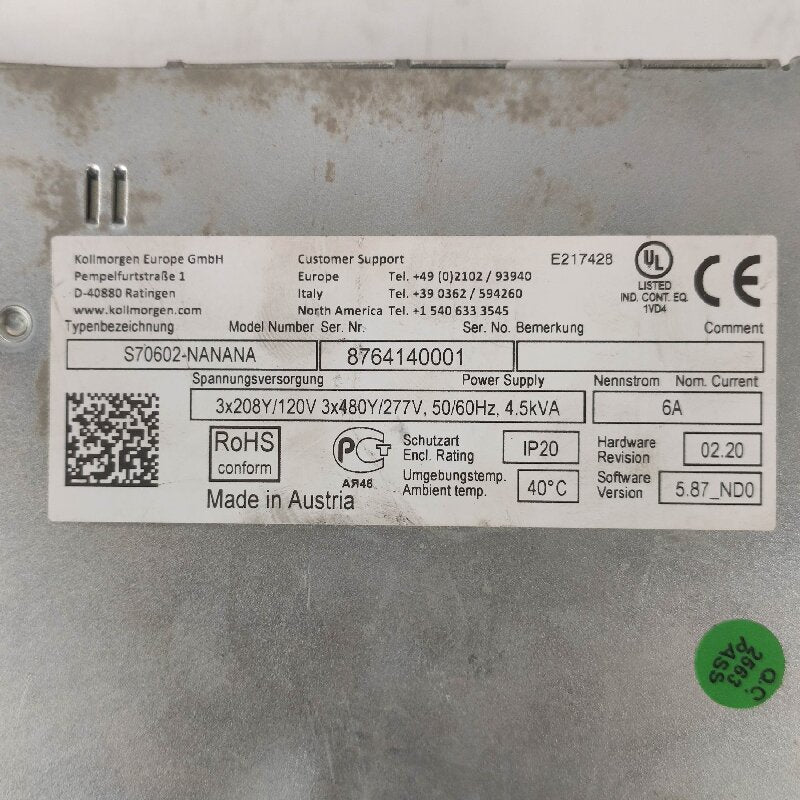 Kollmorgen Europe GmbH
Pempelfurtstraße 1
D-40880 Ratingen
www.kollmorgen.com
Customer Support
Europe Tel. +49 (0)2102 / 93940
Italy Tel. +39 0362 / 594260
North America Tel. +1 540 633 3545
E217428
UL
LISTED
IND. CONT. EQ.
1VD4
CE
Typenbezeichnung Model Number Ser. Nr. Ser. No. Bemerkung Comment
S70602-NANANA 8764140001
Spannungsversorgung Power Supply Nennstrom Nom. Current
3x208Y/120V 3x480Y/277V, 50/60Hz, 4.5kVA 6A
RoHS
conform
Made in Austria
РСТ
АЯ46
Schutzart
Encl. Rating
IP20
Umgebungstemp.
Ambient temp.
40°C
Hardware
Revision
02.20
Software
Version
5.87_ND0
Q.C.
2563
PASS